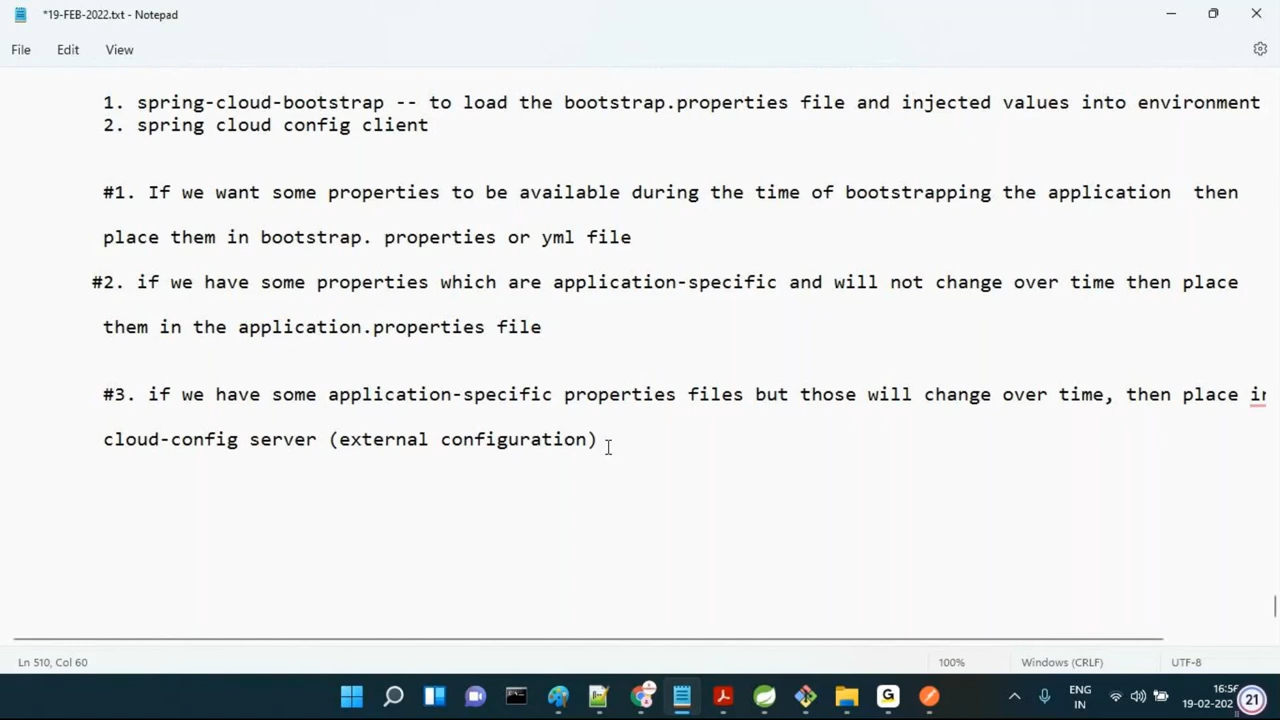 *19-FEB-2022.txt - Notepad
File Edit View
1. spring-cloud-bootstrap -- to load the bootstrap.properties file and injected values into environment
2. spring cloud config client
#1. If we want some properties to be available during the time of bootstrapping the application then
place them in bootstrap. properties or yml file
#2. if we have some properties which are application-specific and will not change over time then place
them in the application.properties file
#3. if we have some application-specific properties files but those will change over time, then place
cloud-config server (external configuration)
Ln 510, Col 60 100% Windows (CRLF) UTF-8
ENG 16:56
IN 19-02-202 21